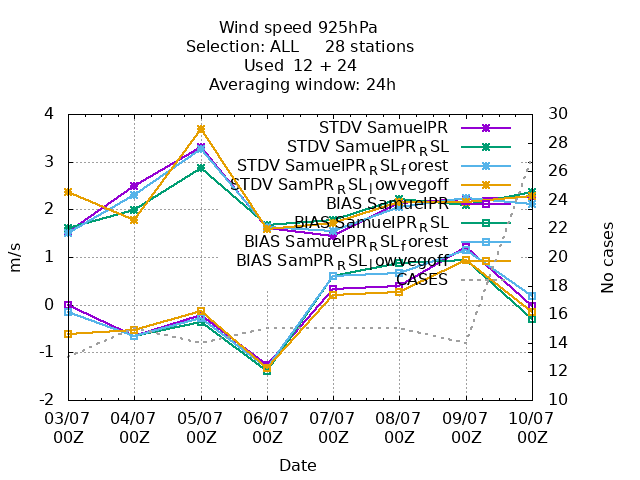 Wind speed 925hPa
Selection: ALL 28 stations
Used 12 + 24
Averaging window: 24h
STDV SamuelPR
STDV SamuelPR_RSL
STDV SamuelPR_RSL_forest
STDV SamPR_RSL_lowvegoff
BIAS SamuelPR
BIAS SamuelPR_RSL
BIAS SamuelPR_RSL_forest
BIAS SamPR_RSL_lowvegoff
CASES
4
3
2
1
0
-1
-2
m/s
30
28
26
24
22
20
18
16
14
12
10
No cases
03/07 04/07 05/07 06/07 07/07 08/07 09/07 10/07
00Z 00Z 00Z 00Z 00Z 00Z 00Z 00Z
Date